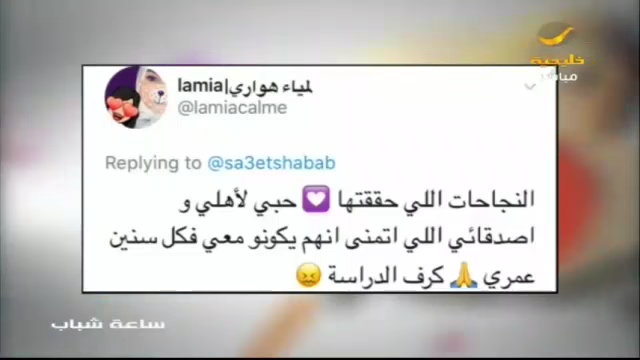 خليجية
مباشر
lamia|لمياء هواري
@lamiacalme
Replying to @sa3etshabab
النجاحات اللي حققتها 💟 حبي لأهلي و
اصدقائي اللي اتمنى انهم يكونو معي فكل سنين
عمري 🙏 كرف الدراسة 😖
ساعة شباب